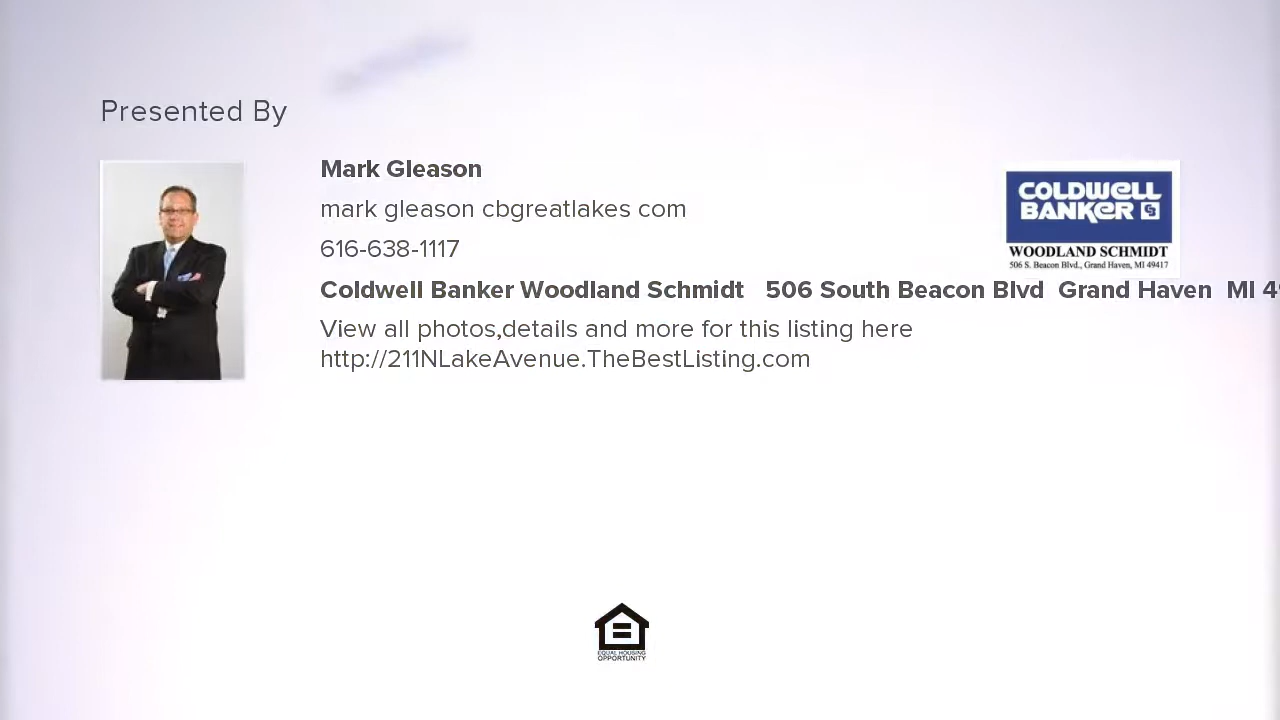 Presented By
Mark Gleason
mark gleason cbgreatlakes com
616-638-1117
COLDWELL
BANKER CB
WOODLAND SCHMIDT
506 S. Beacon Blvd., Grand Haven, MI 49417
Coldwell Banker Woodland Schmidt 506 South Beacon Blvd Grand Haven MI 4
View all photos,details and more for this listing here
http://211NLakeAvenue.TheBestListing.com
EQUAL HOUSING
OPPORTUNITY